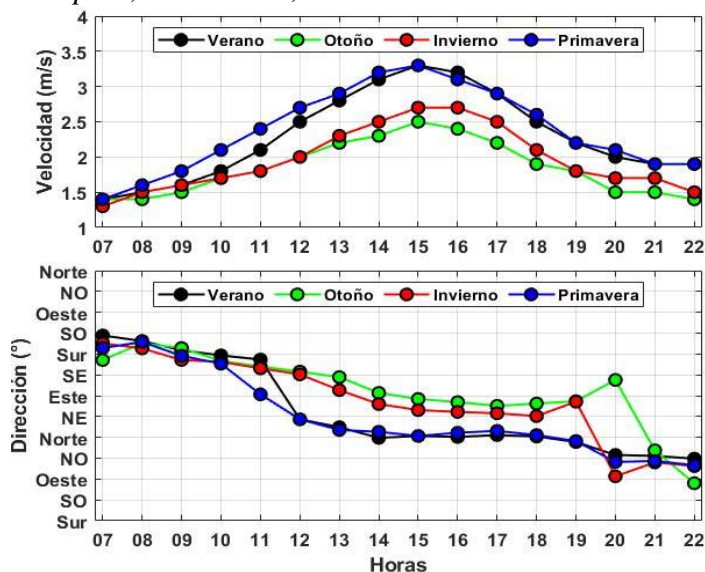 4
3.5
3
2.5
2
1.5
1
Velocidad (m/s)
Verano Otoño Invierno Primavera
07 08 09 10 11 12 13 14 15 16 17 18 19 20 21 22
Norte
NO
Oeste
SO
Sur
SE
Este
NE
Norte
NO
Oeste
SO
Sur
Dirección (°)
Verano Otoño Invierno Primavera
07 08 09 10 11 12 13 14 15 16 17 18 19 20 21 22
Horas